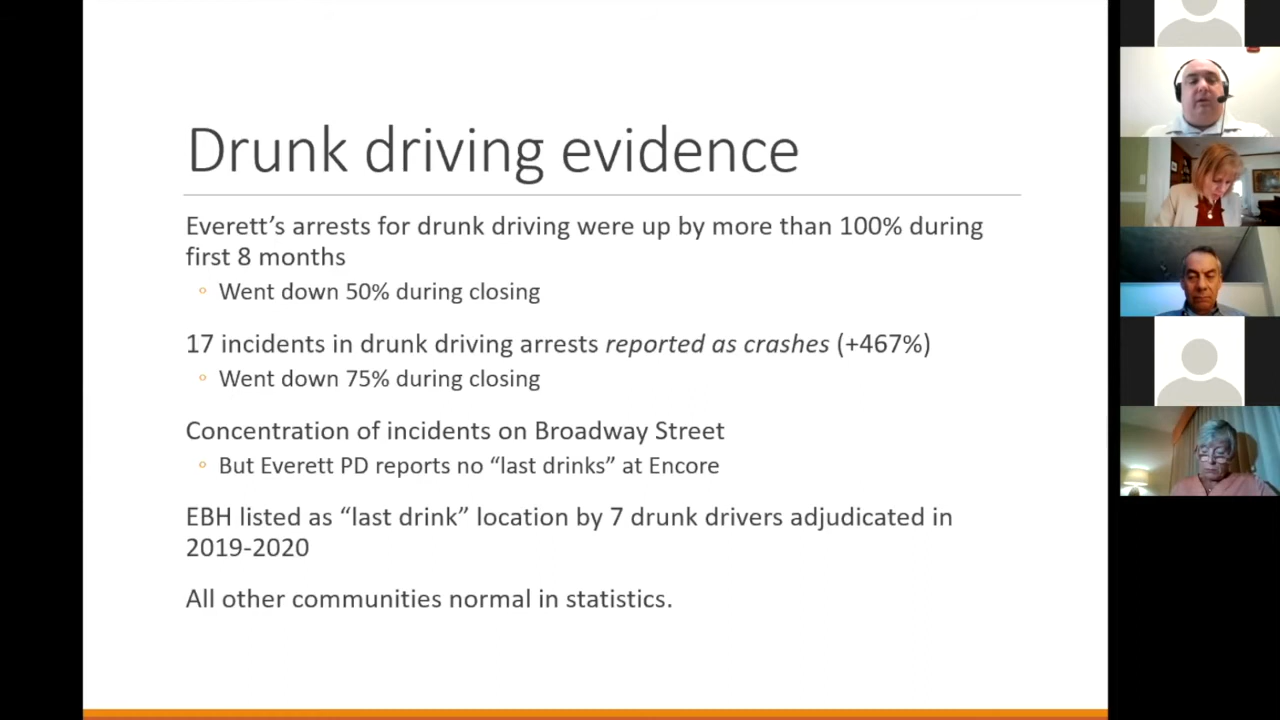 Drunk driving evidence
Everett’s arrests for drunk driving were up by more than 100% during
first 8 months
◦ Went down 50% during closing
17 incidents in drunk driving arrests reported as crashes (+467%)
◦ Went down 75% during closing
Concentration of incidents on Broadway Street
◦ But Everett PD reports no “last drinks” at Encore
EBH listed as “last drink” location by 7 drunk drivers adjudicated in
2019-2020
All other communities normal in statistics.